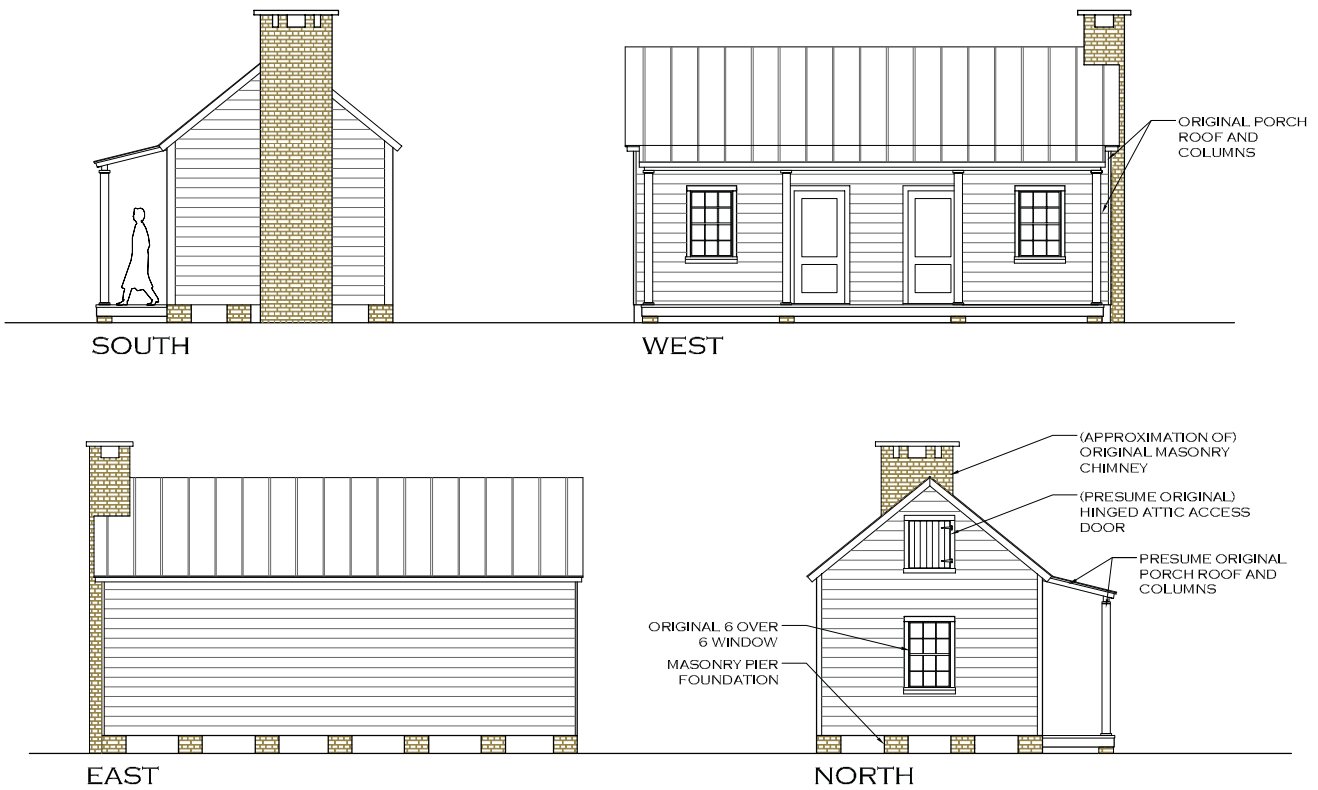 ORIGINAL PORCH
ROOF AND
COLUMNS
SOUTH
WEST
(APPROXIMATION OF)
ORIGINAL MASONRY
CHIMNEY
(PRESUME ORIGINAL)
HINGED ATTIC ACCESS
DOOR
PRESUME ORIGINAL
PORCH ROOF AND
COLUMNS
ORIGINAL 6 OVER
6 WINDOW
MASONRY PIER
FOUNDATION
EAST
NORTH